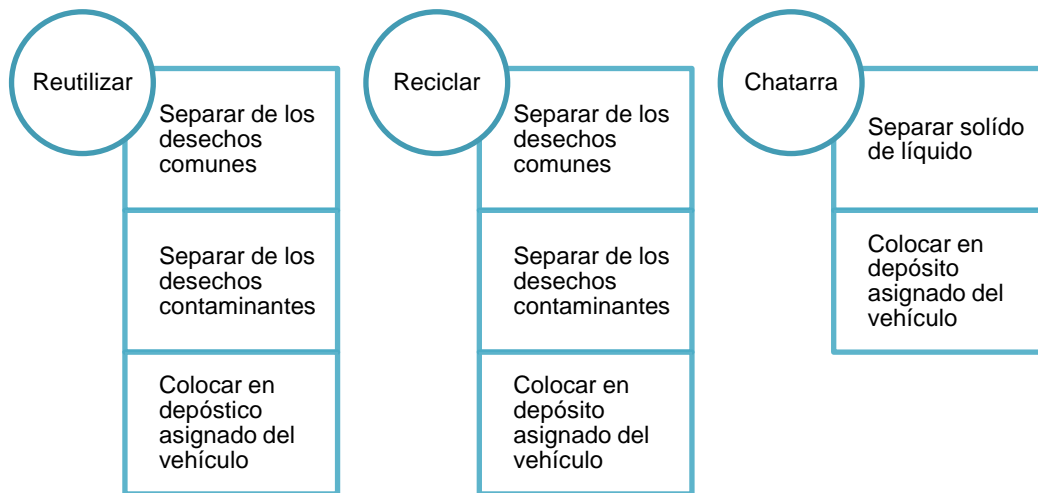 Reutilizar
Separar de los
desechos
comunes
Separar de los
desechos
contaminantes
Colocar en
depóstico
asignado del
vehículo
Reciclar
Separar de los
desechos
comunes
Separar de los
desechos
contaminantes
Colocar en
depósito
asignado del
vehículo
Chatarra
Separar solído
de líquido
Colocar en
depósito
asignado del
vehículo